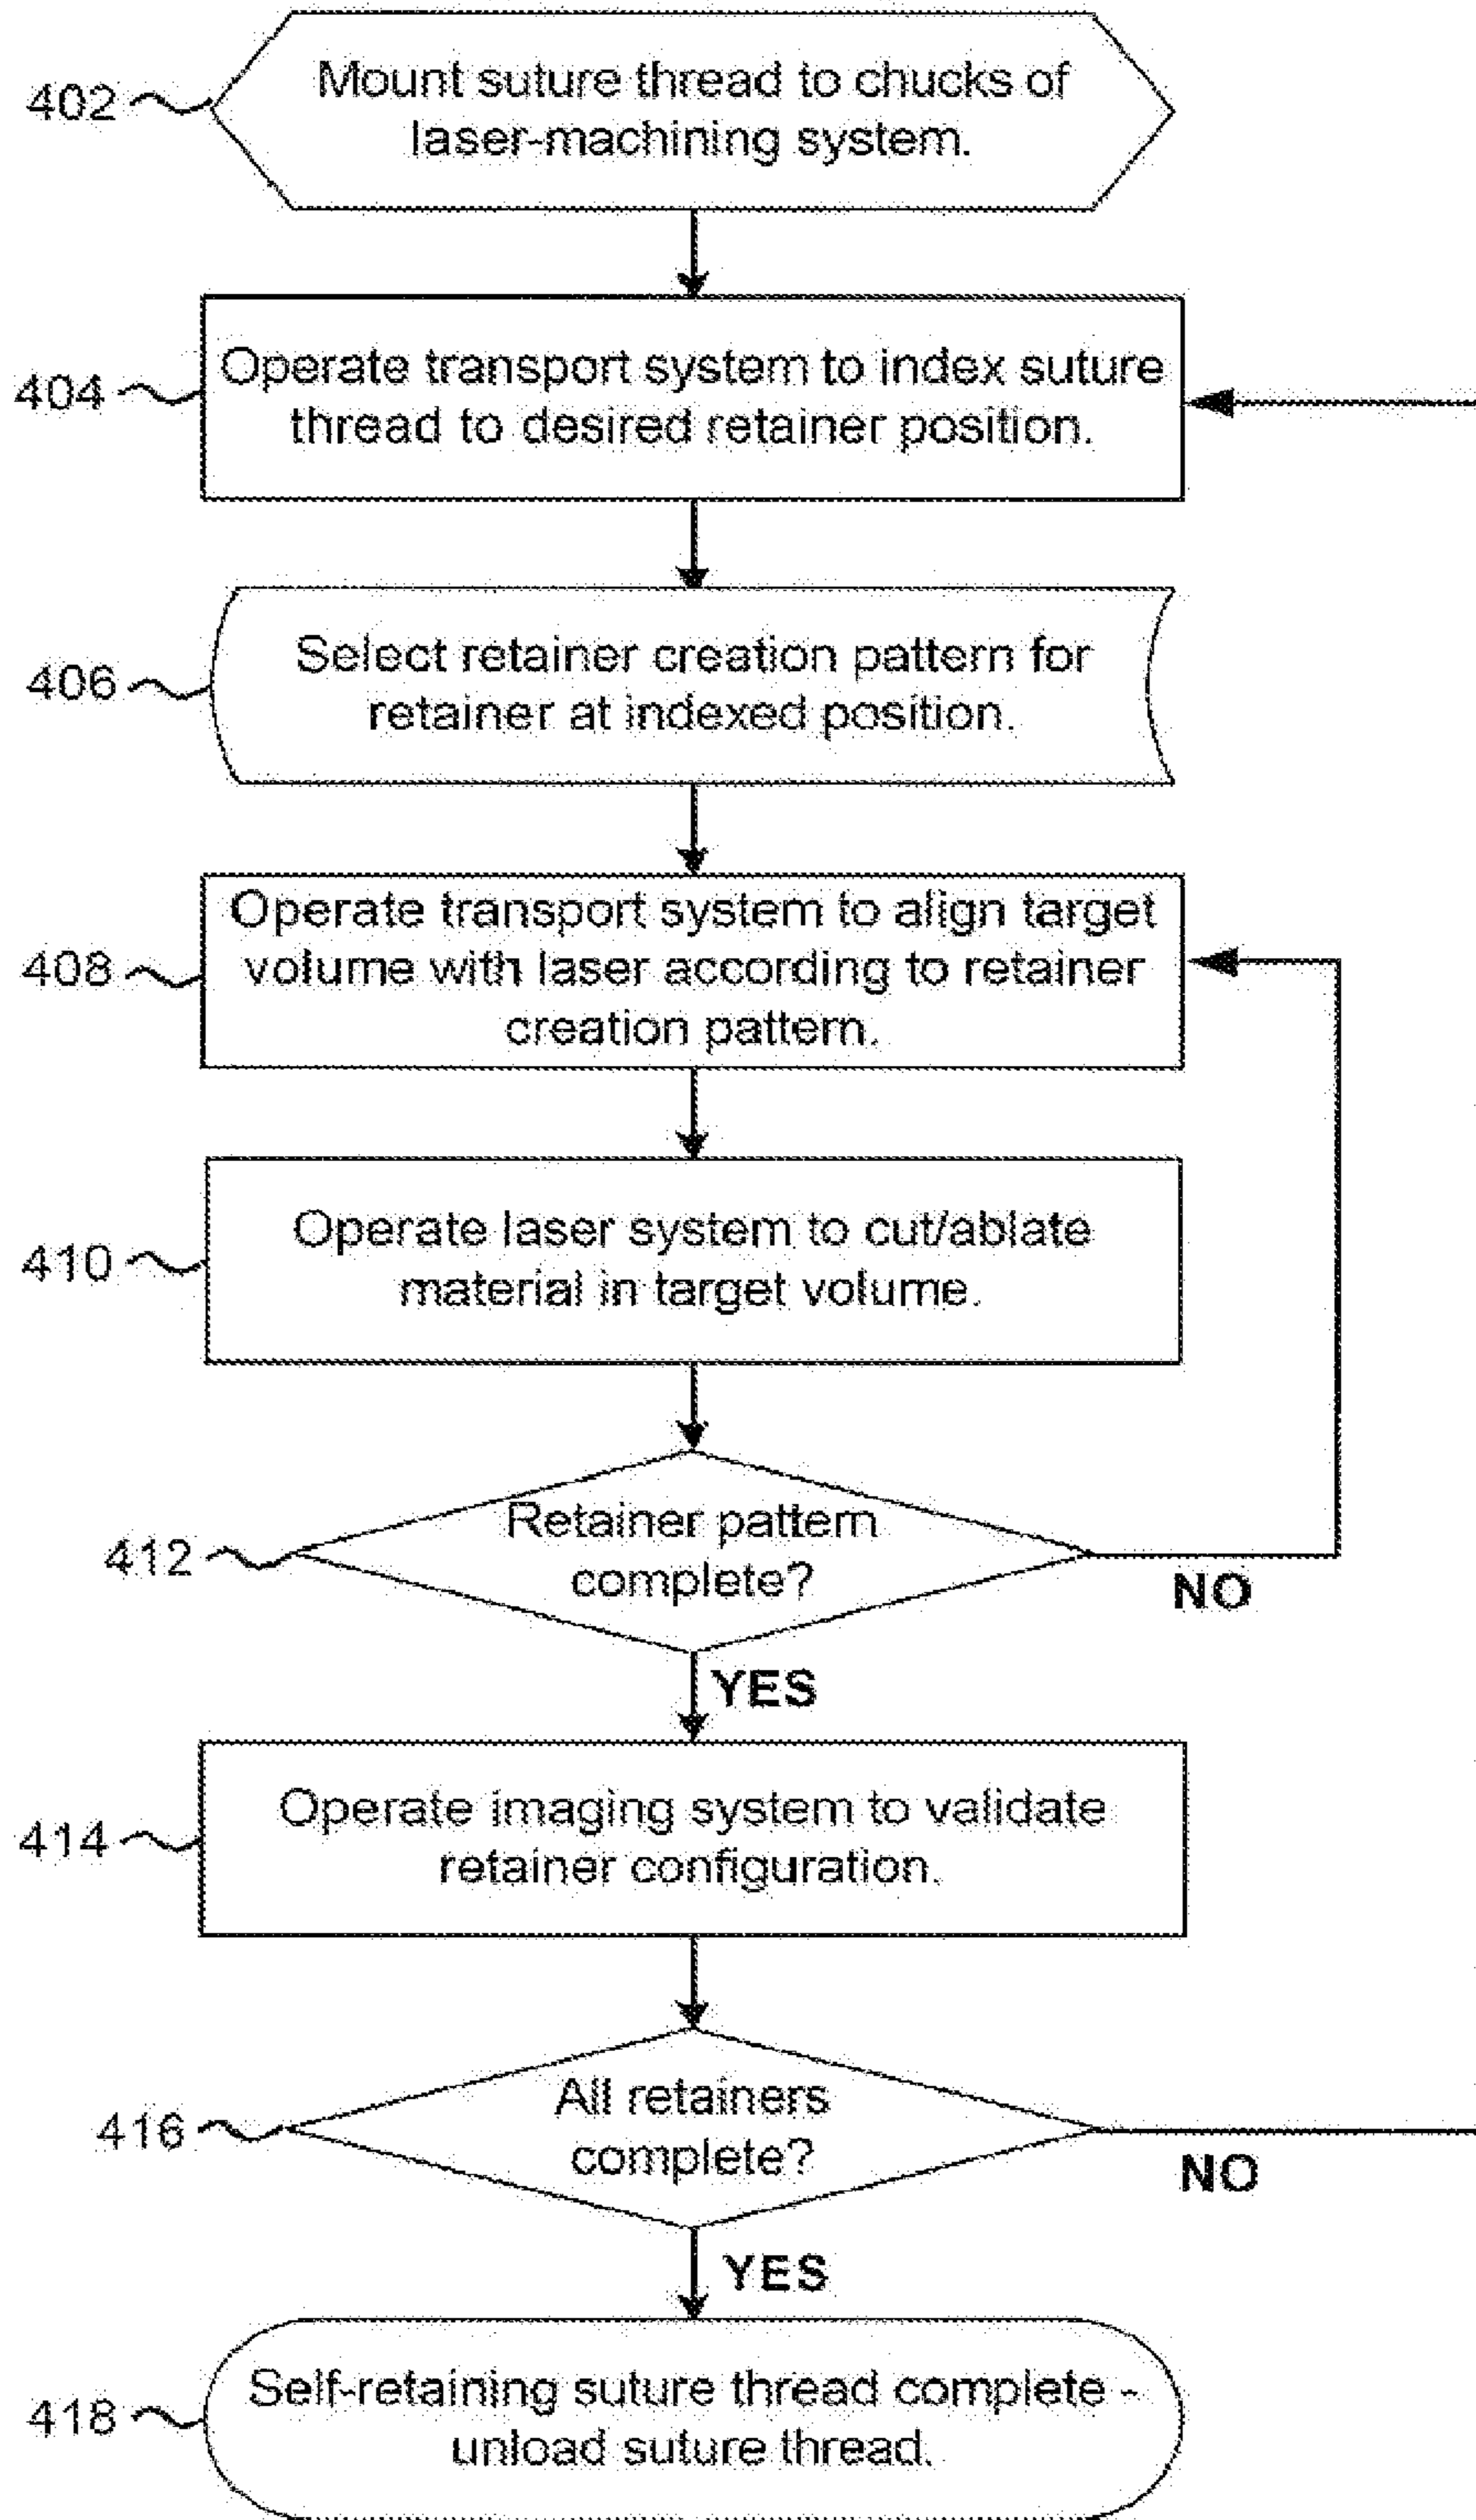 402
Mount suture thread to chucks of
laser-machining system.
404
Operate transport system to index suture
thread to desired retainer position.
406
Select retainer creation pattern for
retainer at indexed position.
408
Operate transport system to align target
volume with laser according to retainer
creation pattern.
410
Operate laser system to cut/ablate
material in target volume.
412
Retainer pattern
complete?
NO
YES
414
Operate imaging system to validate
retainer configuration.
416
All retainers
complete?
NO
YES
418
Self-retaining suture thread complete -
unload suture thread.